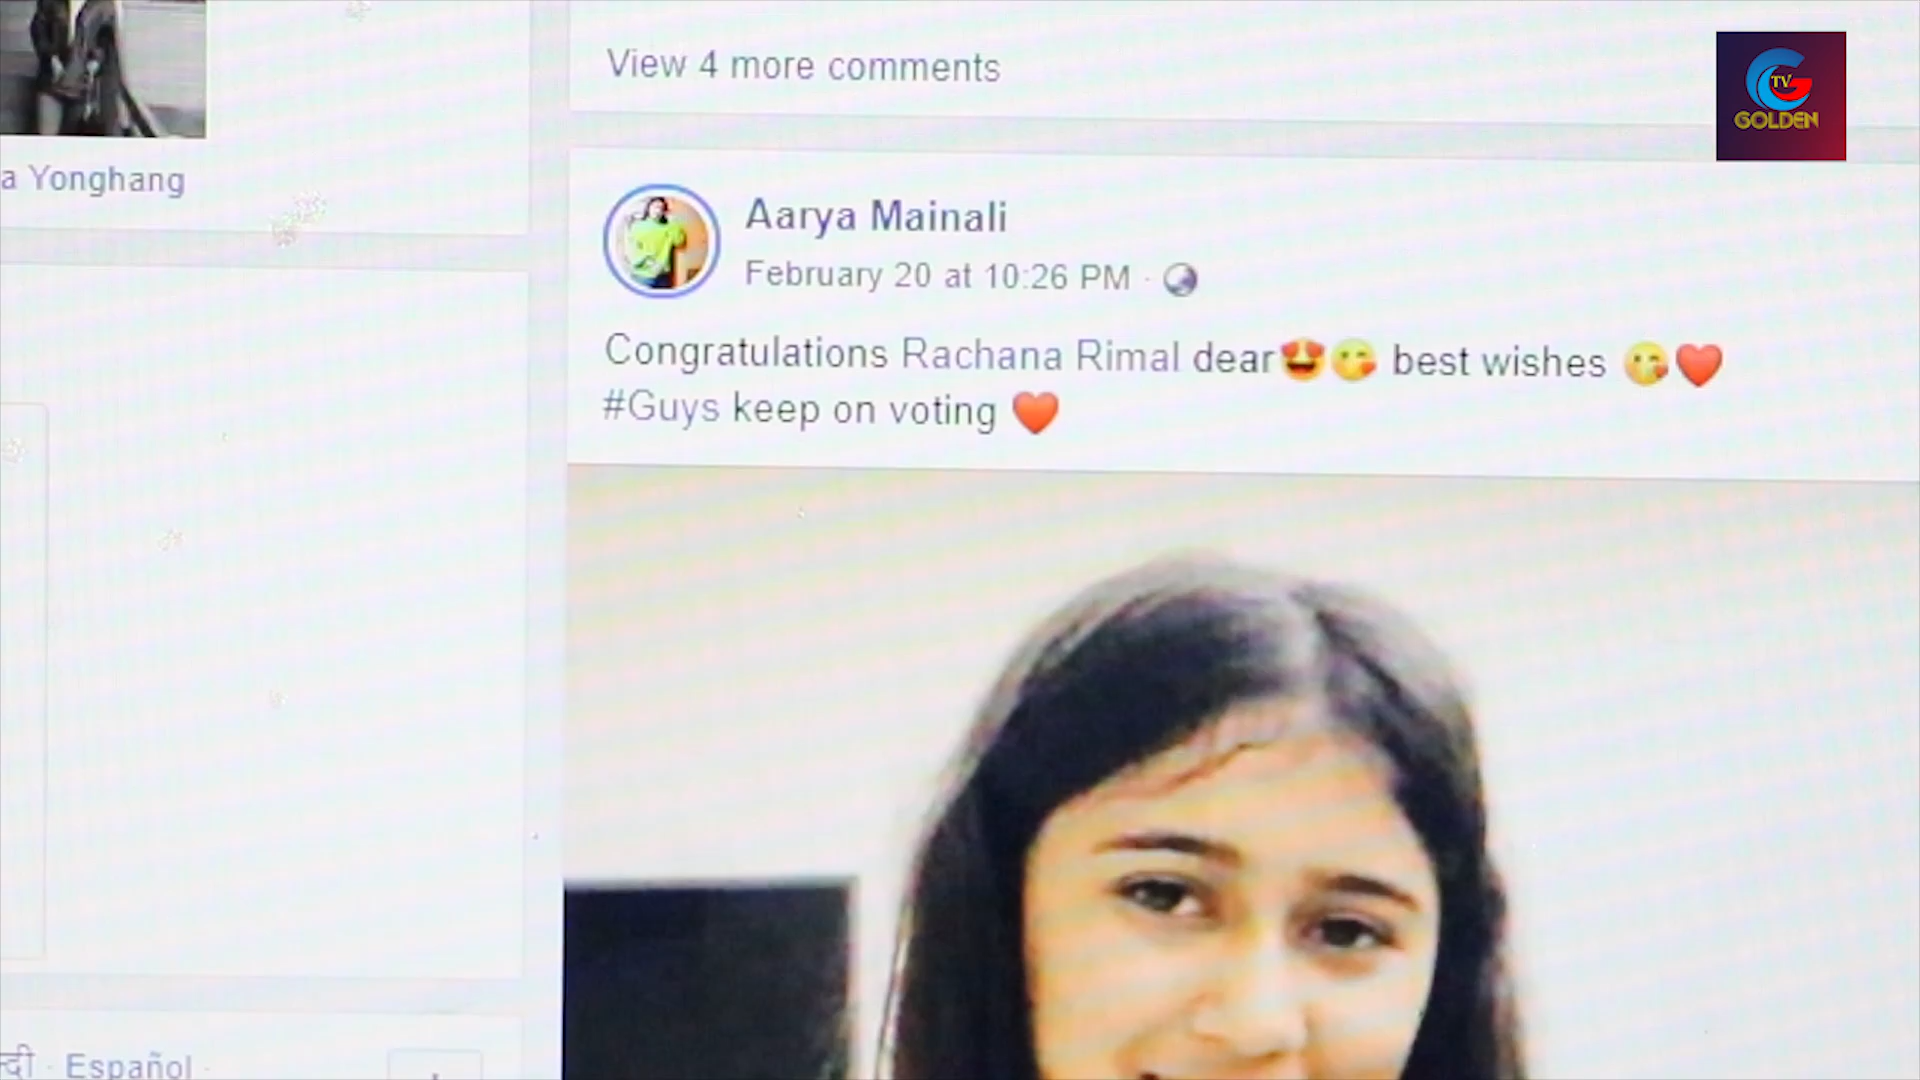 View 4 more comments
TV
GOLDEN
a Yonghang
Aarya Mainali
February 20 at 10:26 PM ·
Congratulations Rachana Rimal dear😍😘 best wishes 😘❤️
#Guys keep on voting ❤️
न्दी · Español ·